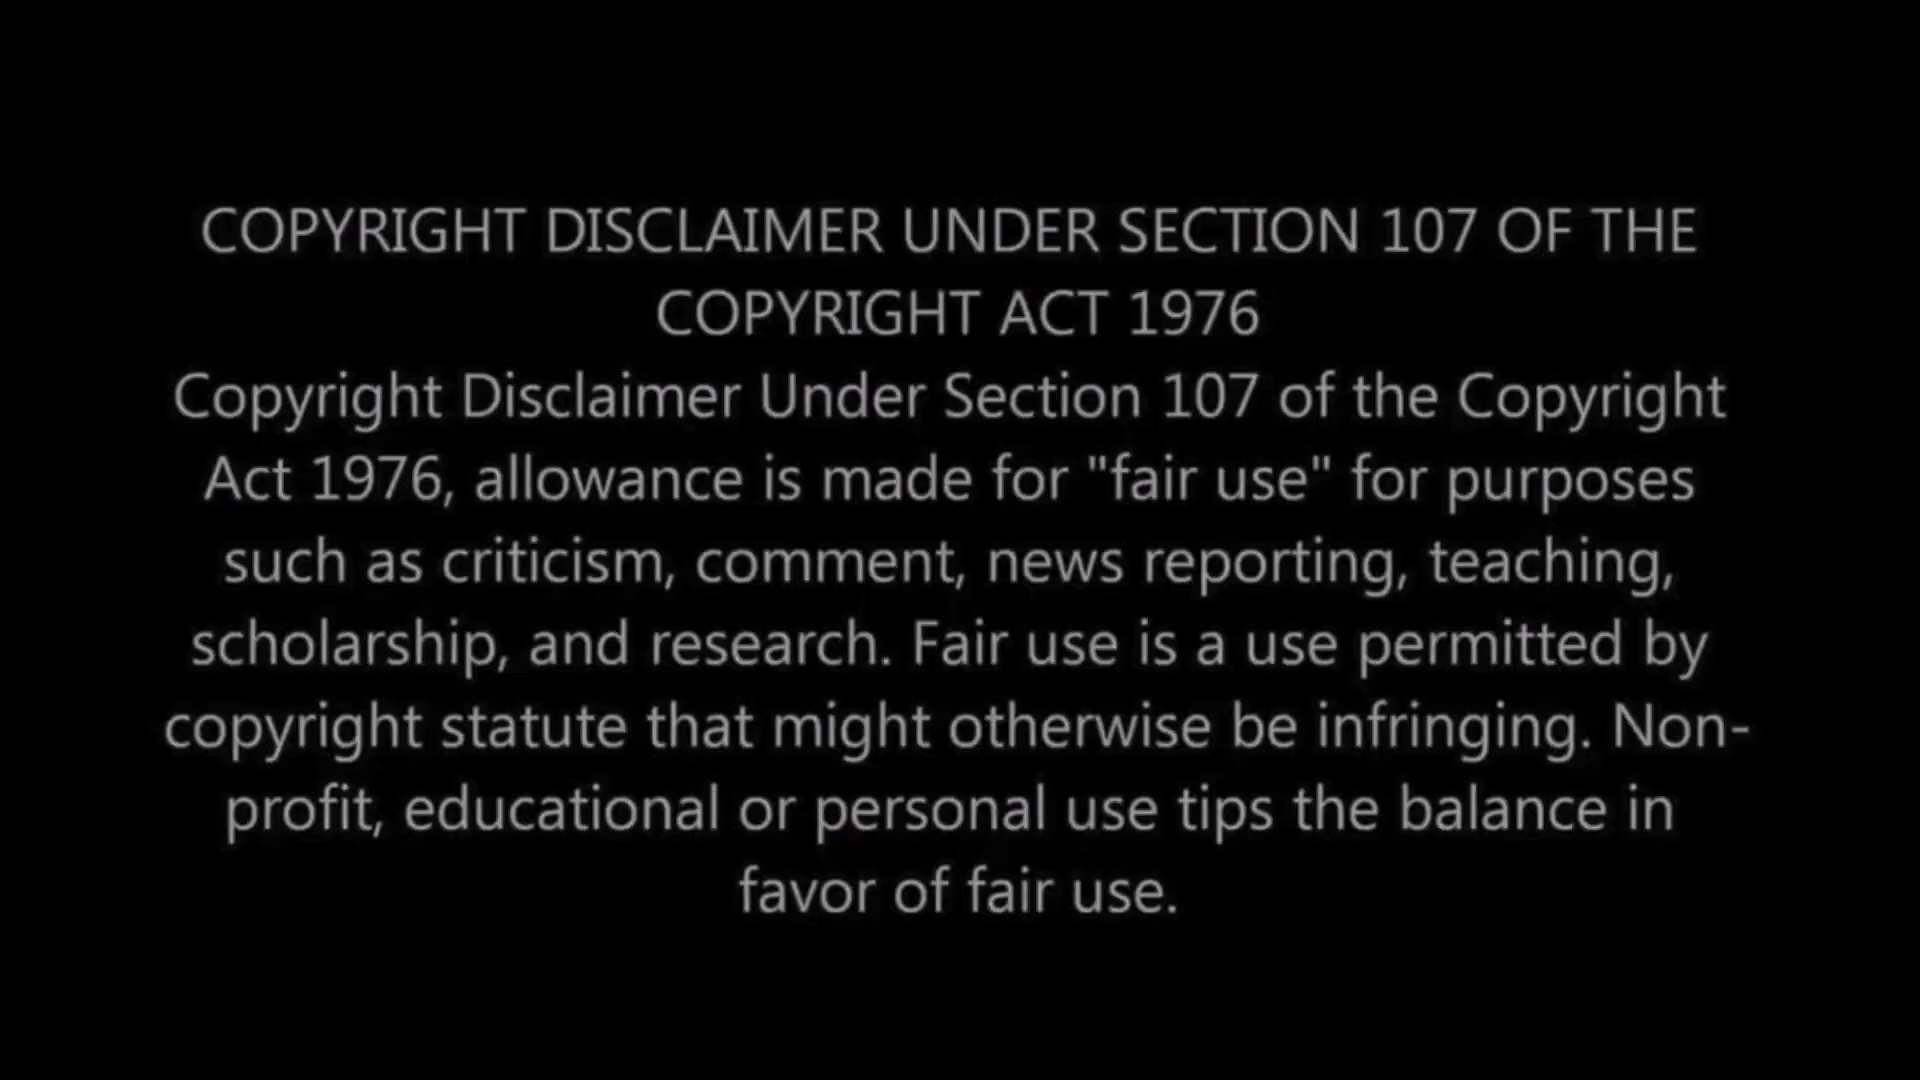 COPYRIGHT DISCLAIMER UNDER SECTION 107 OF THE
COPYRIGHT ACT 1976
Copyright Disclaimer Under Section 107 of the Copyright
Act 1976, allowance is made for "fair use" for purposes
such as criticism, comment, news reporting, teaching,
scholarship, and research. Fair use is a use permitted by
copyright statute that might otherwise be infringing. Non-
profit, educational or personal use tips the balance in
favor of fair use.